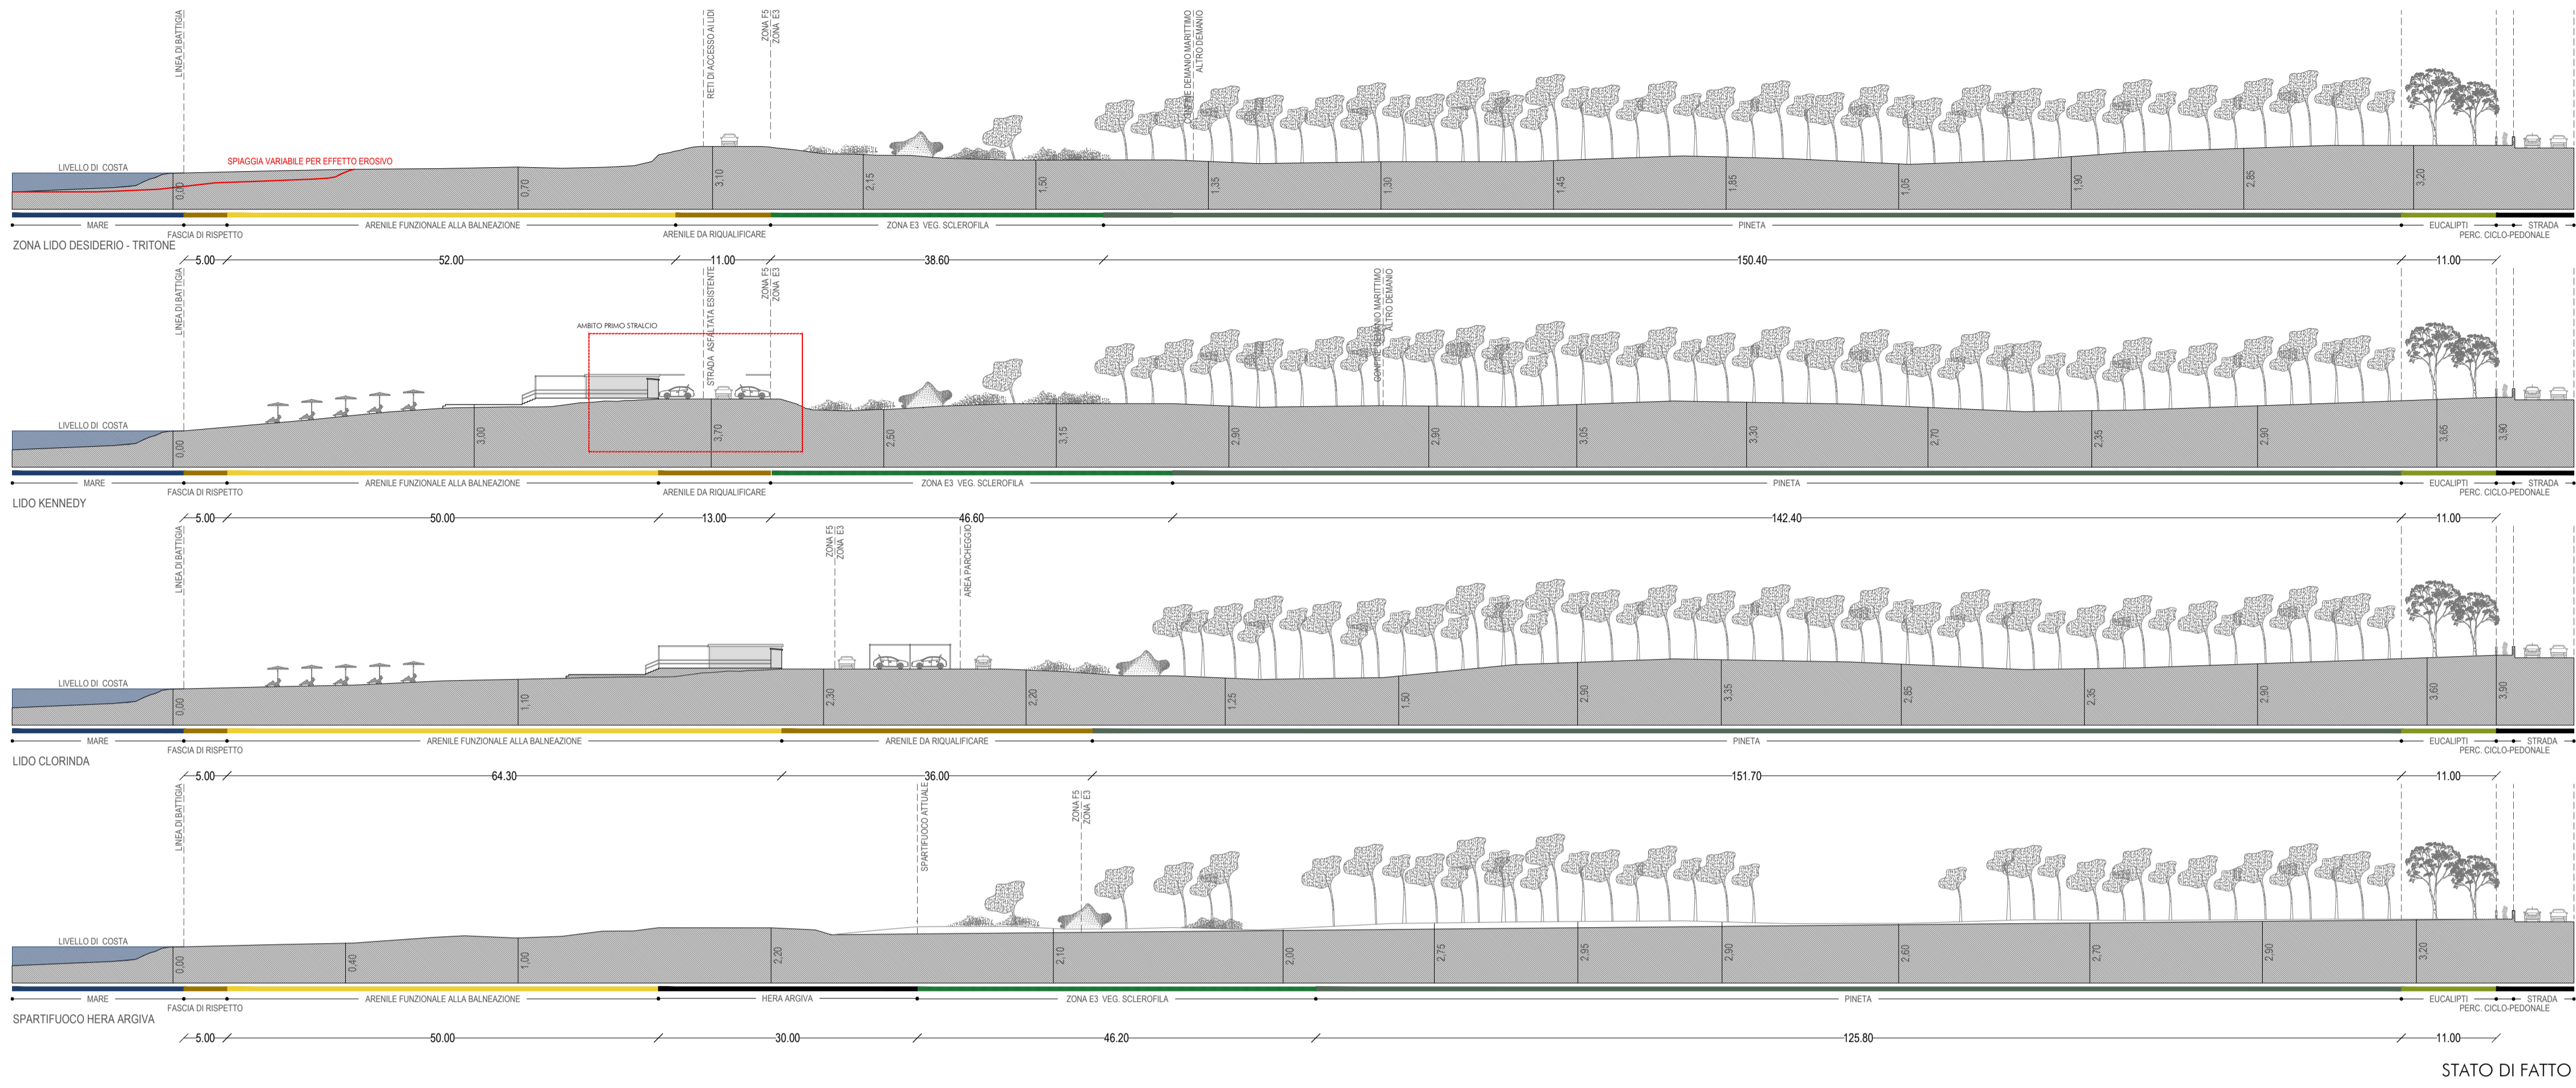 LINEA DI BATTIGIA
RETI DI ACCESSO AI LIDI
ZONA F5
ZONA E3
CONFINE DEMANIO MARITTIMO
ALTRO DEMANIO
LIVELLO DI COSTA
SPIAGGIA VARIABILE PER EFFETTO EROSIVO
0,00
0,70
3,10
2,15
1,50
1,35
1,30
1,45
1,85
1,05
1,90
2,85
3,20
MARE
FASCIA DI RISPETTO
ARENILE FUNZIONALE ALLA BALNEAZIONE
ARENILE DA RIQUALIFICARE
ZONA E3 VEG. SCLEROFILA
PINETA
EUCALIPTI
PERC. CICLO-PEDONALE
STRADA
ZONA LIDO DESIDERIO - TRITONE
5.00
52.00
11.00
38.60
150.40
11.00
LINEA DI BATTIGIA
AMBITO PRIMO STRALCIO
STRADA ASFALTATA ESISTENTE
ZONA F5
ZONA E3
CONFINE DEMANIO MARITTIMO
ALTRO DEMANIO
LIVELLO DI COSTA
0,00
3,00
3,70
2,50
3,15
2,90
2,90
3,05
3,30
2,70
2,35
2,90
3,65
3,90
MARE
FASCIA DI RISPETTO
ARENILE FUNZIONALE ALLA BALNEAZIONE
ARENILE DA RIQUALIFICARE
ZONA E3 VEG. SCLEROFILA
PINETA
EUCALIPTI
PERC. CICLO-PEDONALE
STRADA
LIDO KENNEDY
5.00
50.00
13.00
46.60
142.40
11.00
LINEA DI BATTIGIA
ZONA F5
ZONA E3
AREA PARCHEGGIO
LIVELLO DI COSTA
0,00
1,10
2,30
2,20
1,25
1,50
2,90
3,35
2,85
2,35
2,90
3,60
3,90
MARE
FASCIA DI RISPETTO
ARENILE FUNZIONALE ALLA BALNEAZIONE
ARENILE DA RIQUALIFICARE
PINETA
EUCALIPTI
PERC. CICLO-PEDONALE
STRADA
LIDO CLORINDA
5.00
64.30
36.00
151.70
11.00
LINEA DI BATTIGIA
SPARTIFUOCO ATTUALE
ZONA F5
ZONA E3
LIVELLO DI COSTA
0,00
0,40
1,00
2,20
2,10
2,00
2,75
2,95
2,90
2,60
2,70
2,90
3,20
MARE
FASCIA DI RISPETTO
ARENILE FUNZIONALE ALLA BALNEAZIONE
HERA ARGIVA
ZONA E3 VEG. SCLEROFILA
PINETA
EUCALIPTI
PERC. CICLO-PEDONALE
STRADA
SPARTIFUOCO HERA ARGIVA
5.00
50.00
30.00
46.20
125.80
11.00
STATO DI FATTO